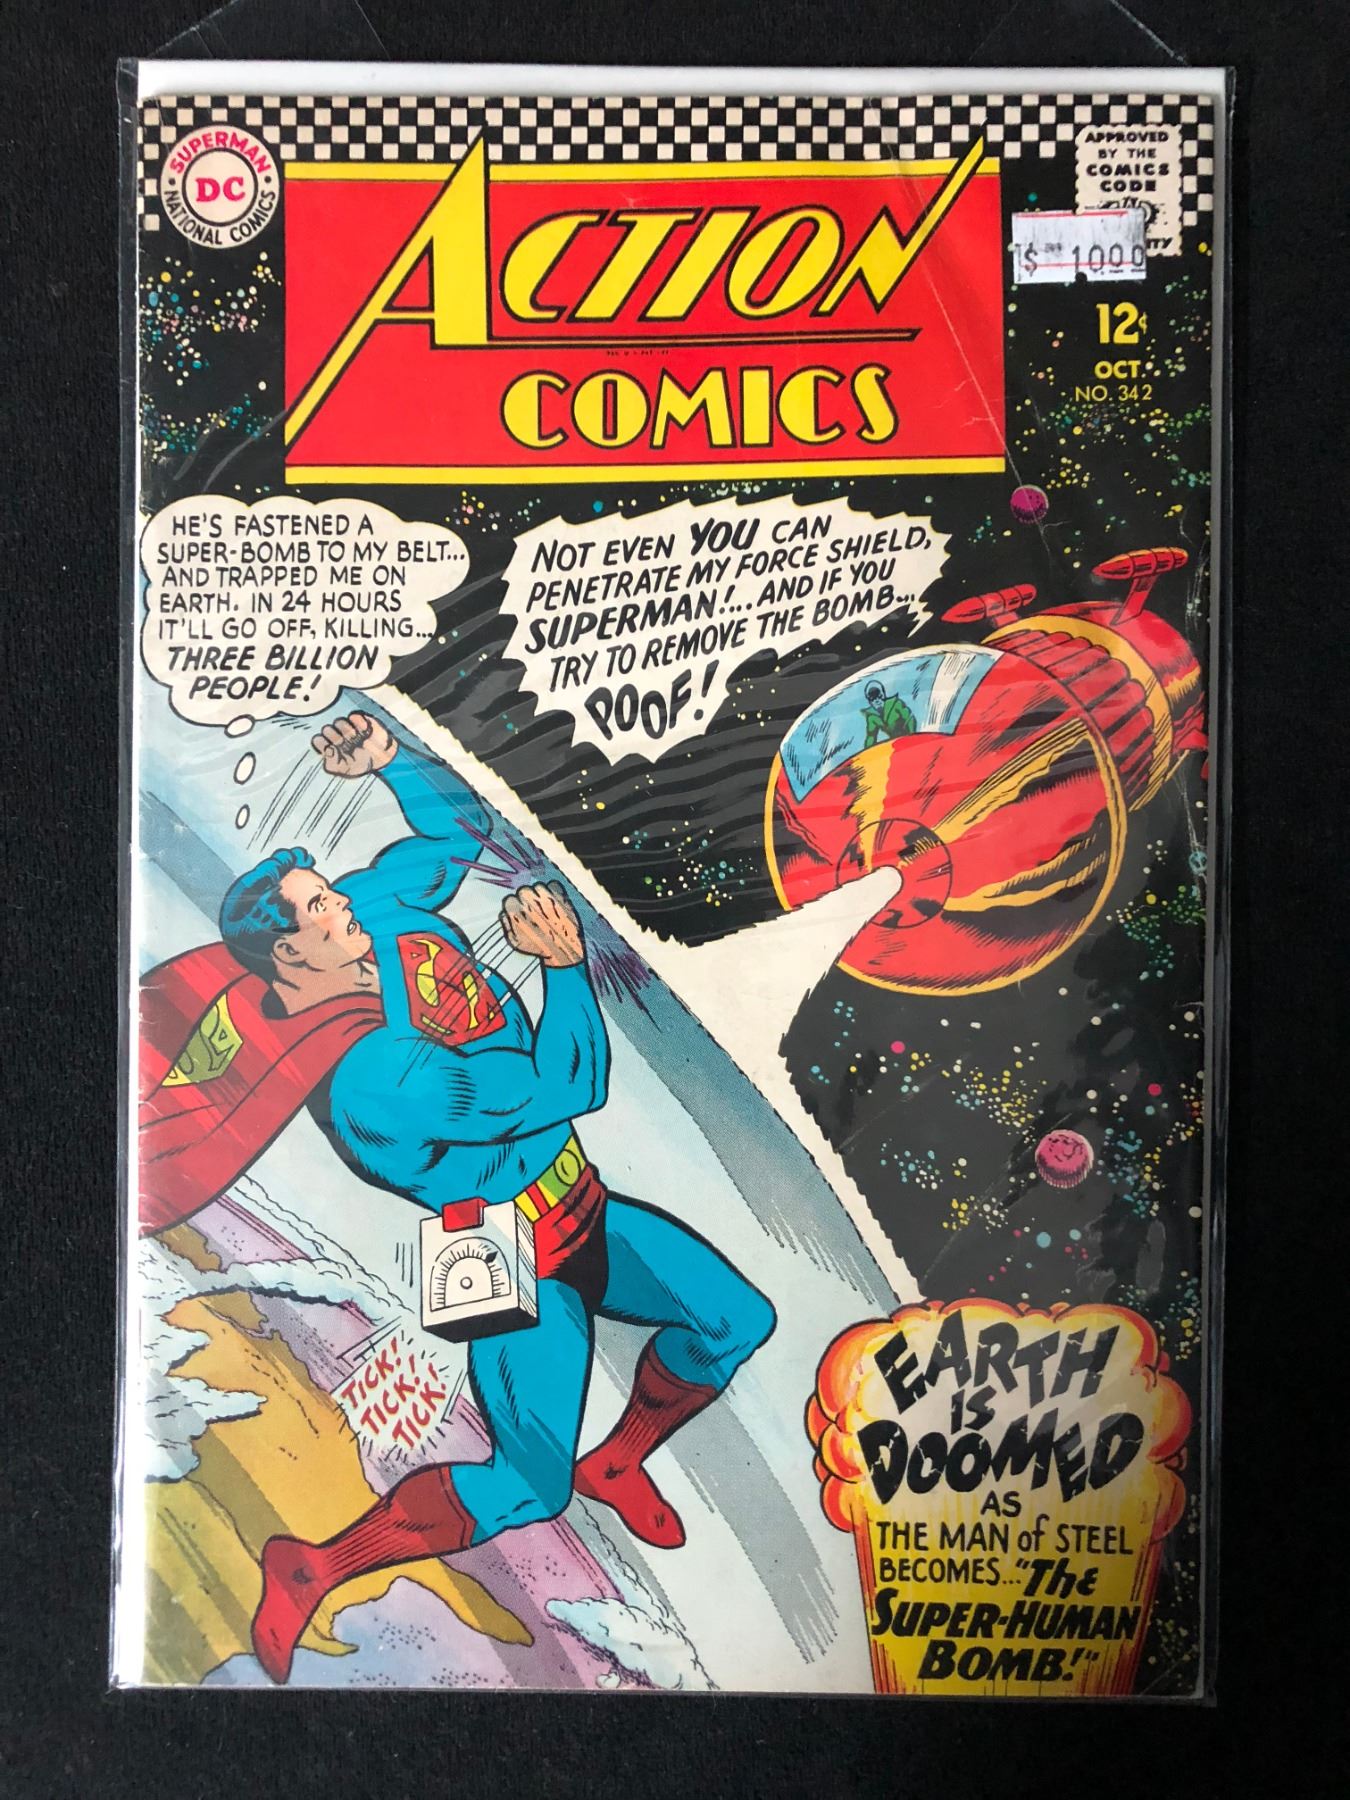 SUPERMAN
DC
NATIONAL COMICS
APPROVED
BY THE
COMICS
CODE
$ 1000
ACTION
COMICS
12¢
OCT.
NO. 342
HE'S FASTENED A
SUPER-BOMB TO MY BELT...
AND TRAPPED ME ON
EARTH. IN 24 HOURS
IT'LL GO OFF, KILLING...
THREE BILLION
PEOPLE!
NOT EVEN YOU CAN
PENETRATE MY FORCE SHIELD,
SUPERMAN!...AND IF YOU
TRY TO REMOVE THE BOMB...
POOF!
S
TICK!
TICK!
TICK!
EARTH
IS
DOOMED
AS
THE MAN of STEEL
BECOMES..."The
SUPER-HUMAN
BOMB!"